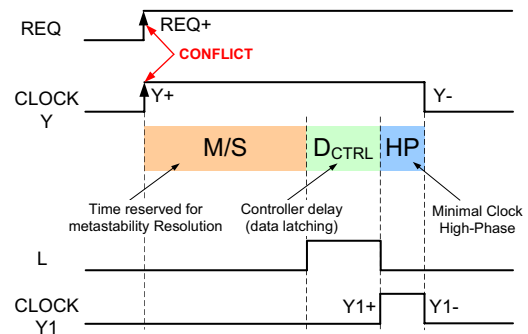 REQ
REQ+
CONFLICT
CLOCK
Y
Y+
Y-
M/S
DCTRL
HP
Time reserved for
metastability Resolution
Controller delay
(data latching)
Minimal Clock
High-Phase
L
CLOCK
Y1
Y1+
Y1-